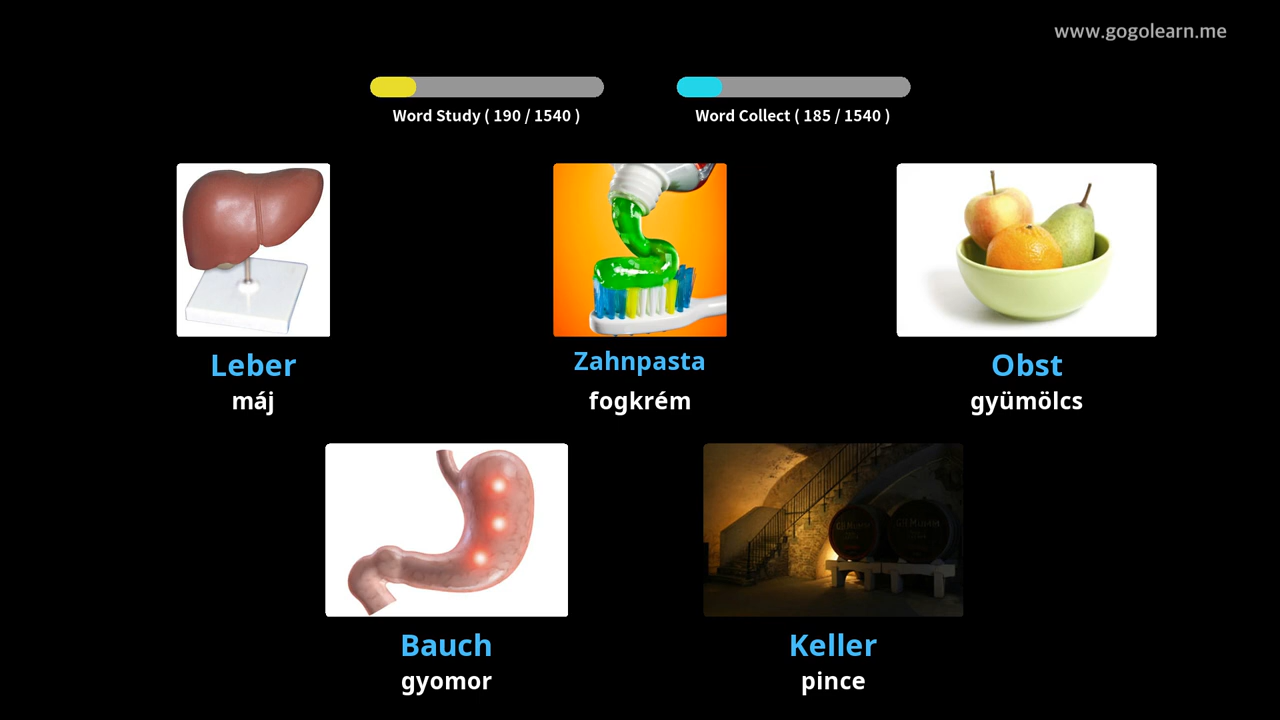 www.gogolearn.me
Word Study ( 190 / 1540 )
Word Collect ( 185 / 1540 )
Leber
máj
Zahnpasta
fogkrém
Obst
gyümölcs
Bauch
gyomor
Keller
pince